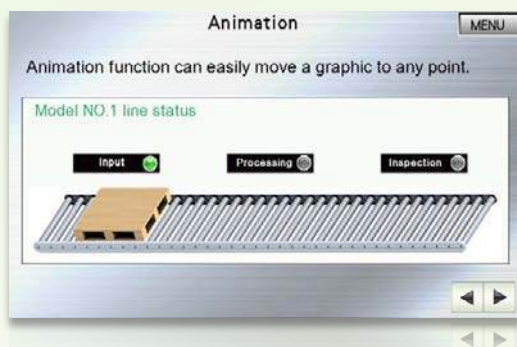 Animation
MENU
Animation function can easily move a graphic to any point.
Model NO.1 line status
Input
Processing
Inspection